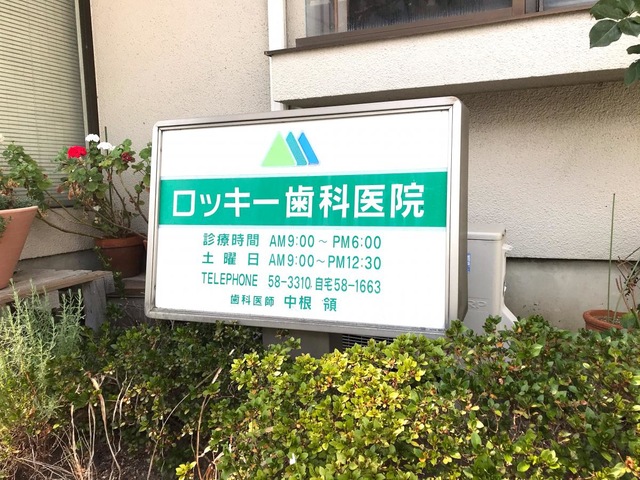 ロッキー歯科医院
診療時間 AM9:00～PM6:00
土曜日 AM9:00～PM12:30
TELEPHONE 58-3310 自宅58-1663
歯科医師 中根 領